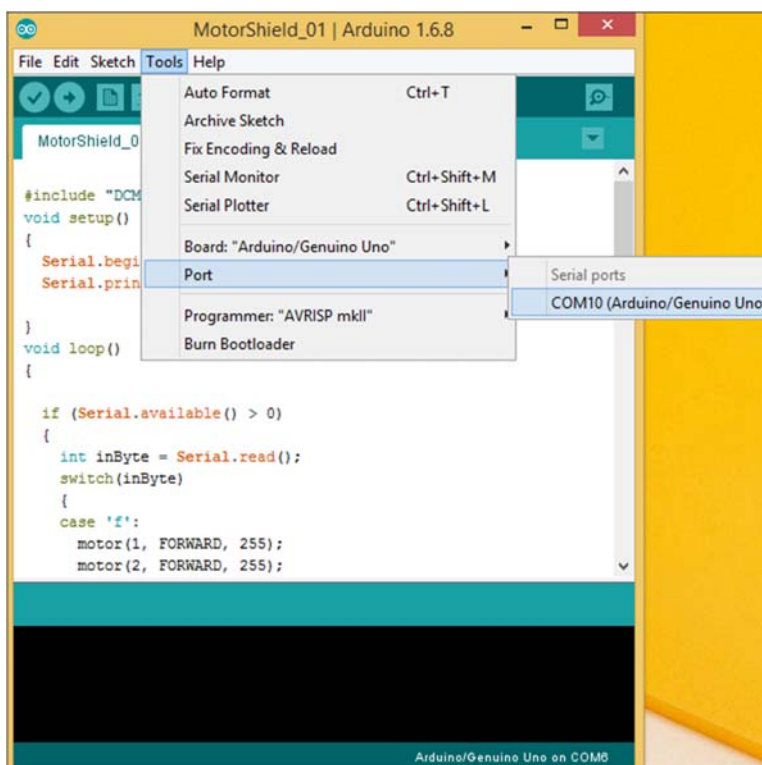 MotorShield_01 | Arduino 1.6.8
File Edit Sketch Tools Help
Auto Format Ctrl+T
Archive Sketch
MotorShield_0
Fix Encoding & Reload
Serial Monitor Ctrl+Shift+M
#include "DCM
Serial Plotter Ctrl+Shift+L
void setup()
{
Board: "Arduino/Genuino Uno"
Serial.begi
Port
Serial ports
Serial.prin
COM10 (Arduino/Genuino Uno
Programmer: "AVRISP mkII"
}
void loop()
Burn Bootloader
{
if (Serial.available() > 0)
{
int inByte = Serial.read();
switch(inByte)
{
case 'f':
motor(1, FORWARD, 255);
motor(2, FORWARD, 255);
Arduino/Genuino Uno on COM6